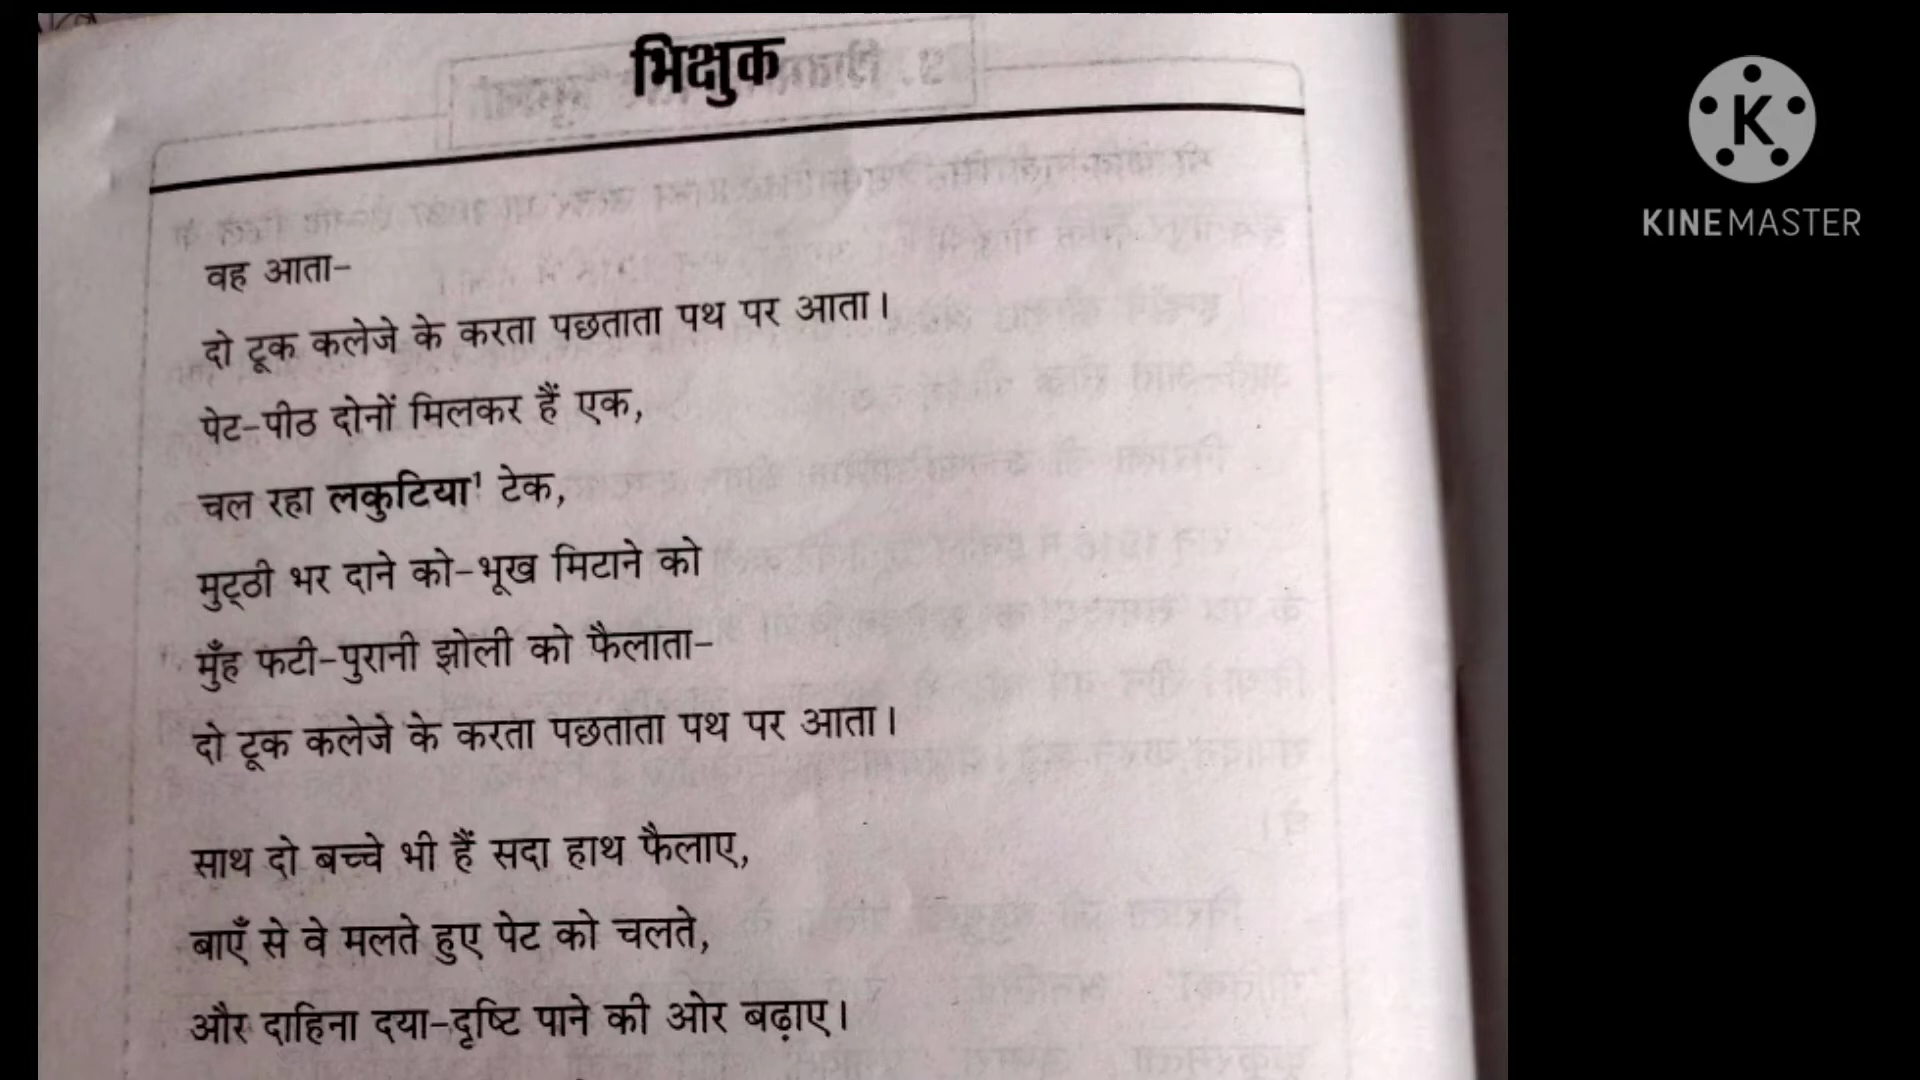 भिक्षुक
वह आता-
दो टूक कलेजे के करता पछताता पथ पर आता।
पेट-पीठ दोनों मिलकर हैं एक,
चल रहा लकुटिया¹ टेक,
मुट्ठी भर दाने को-भूख मिटाने को
मुँह फटी-पुरानी झोली को फैलाता-
दो टूक कलेजे के करता पछताता पथ पर आता।
साथ दो बच्चे भी हैं सदा हाथ फैलाए,
बाएँ से वे मलते हुए पेट को चलते,
और दाहिना दया-दृष्टि पाने की ओर बढ़ाए।
K
KINEMASTER